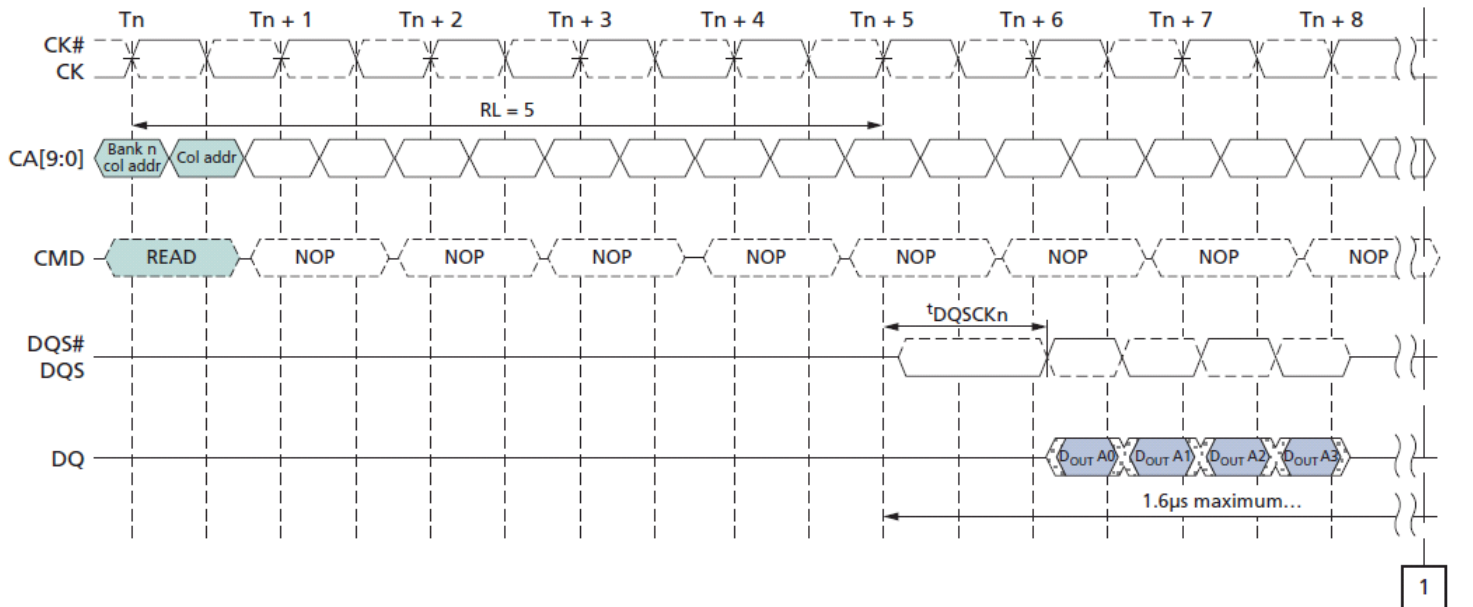 Tn Tn + 1 Tn + 2 Tn + 3 Tn + 4 Tn + 5 Tn + 6 Tn + 7 Tn + 8
CK#
CK
RL = 5
CA[9:0] Bank n
col addr Col addr
CMD READ NOP NOP NOP NOP NOP NOP NOP NOP
tDQSCKn
DQS#
DQS
DQ DOUT A0 DOUT A1 DOUT A2 DOUT A3
1.6µs maximum…
1